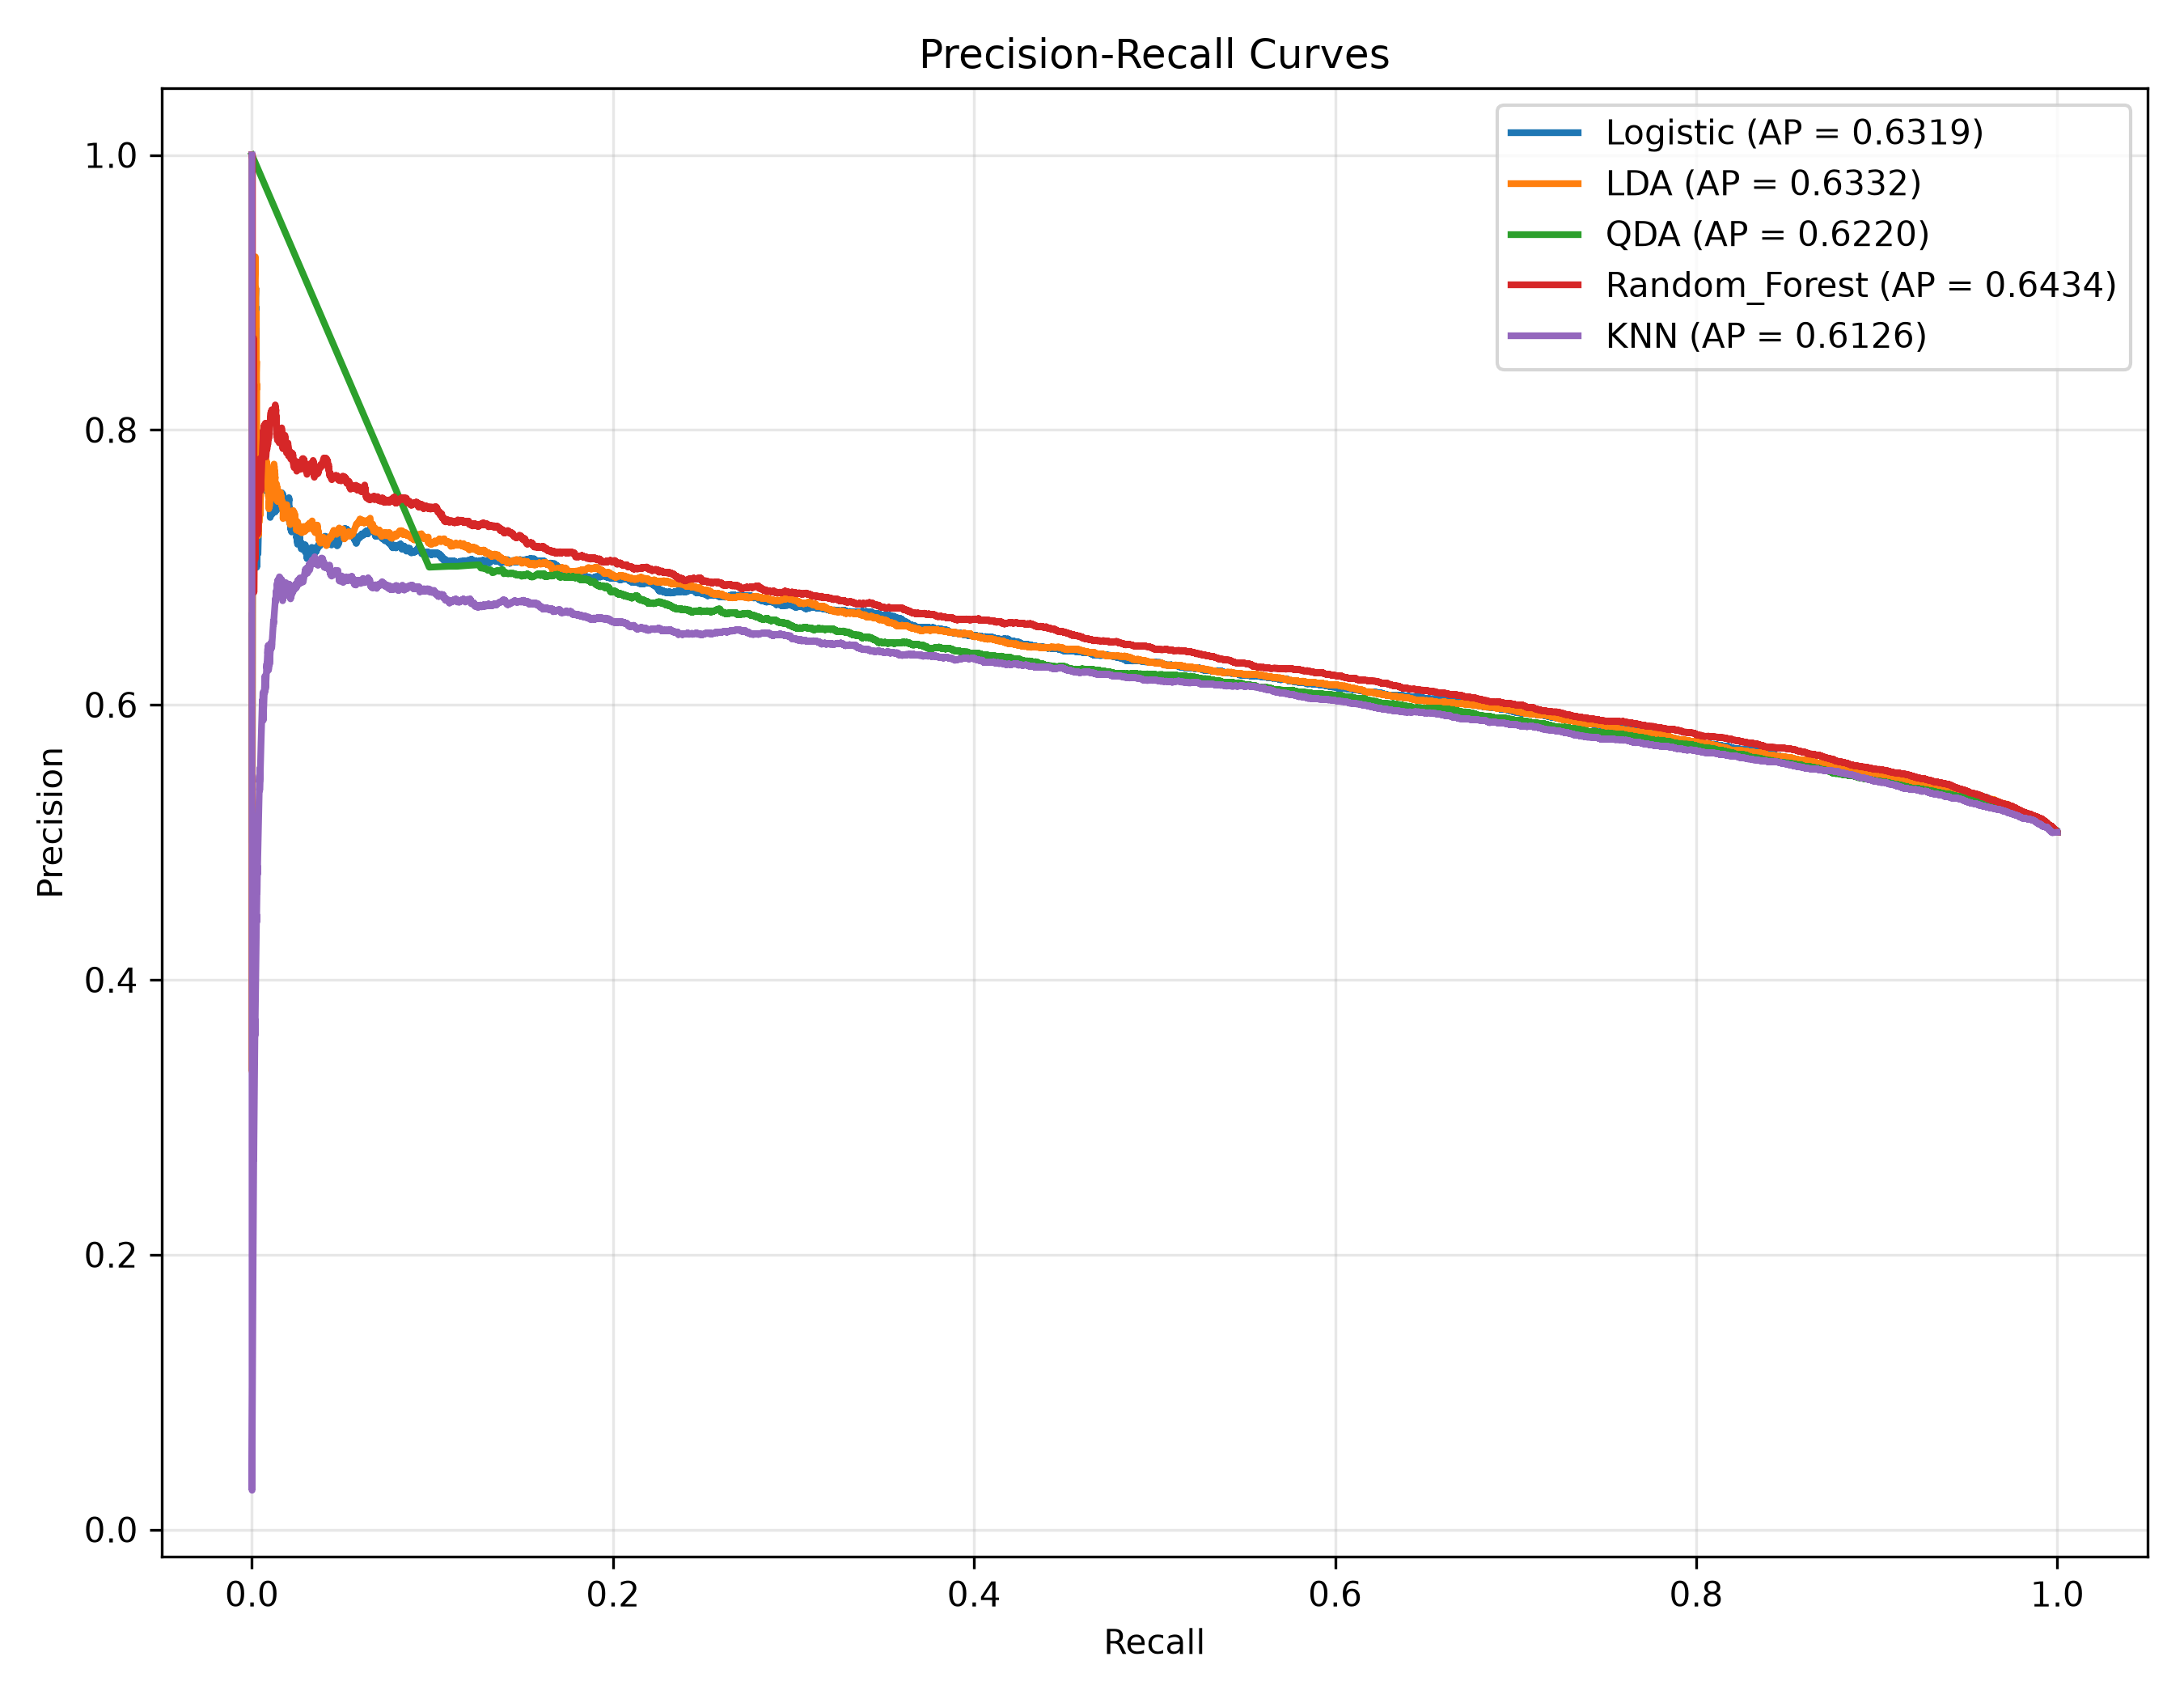 Precision-Recall Curves
Logistic (AP = 0.6319)
LDA (AP = 0.6332)
QDA (AP = 0.6220)
Random_Forest (AP = 0.6434)
KNN (AP = 0.6126)
Precision
1.0
0.8
0.6
0.4
0.2
0.0
0.0 0.2 0.4 0.6 0.8 1.0
Recall